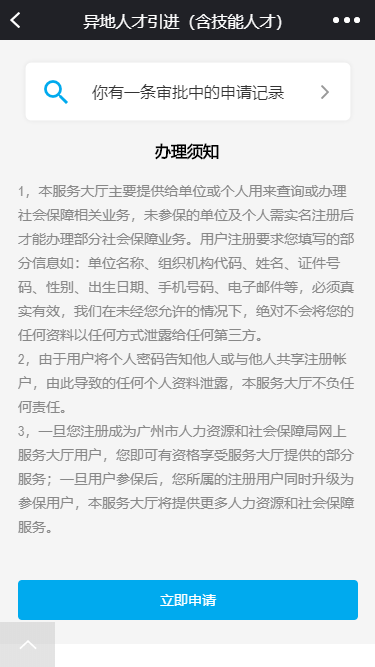 异地人才引进（含技能人才）
你有一条审批中的申请记录
办理须知
1，本服务大厅主要提供给单位或个人用来查询或办理
社会保障相关业务，未参保的单位及个人需实名注册后
才能办理部分社会保障业务。用户注册要求您填写的部
分信息如：单位名称、组织机构代码、姓名、证件号
码、性别、出生日期、手机号码、电子邮件等，必须真
实有效，我们在未经您允许的情况下，绝对不会将您的
任何资料以任何方式泄露给任何第三方。
2，由于用户将个人密码告知他人或与他人共享注册帐
户，由此导致的任何个人资料泄露，本服务大厅不负任
何责任。
3，一旦您注册成为广州市人力资源和社会保障局网上
服务大厅用户，您即可有资格享受服务大厅提供的部分
服务；一旦用户参保后，您所属的注册用户同时升级为
参保用户，本服务大厅将提供更多人力资源和社会保障
服务。
立即申请